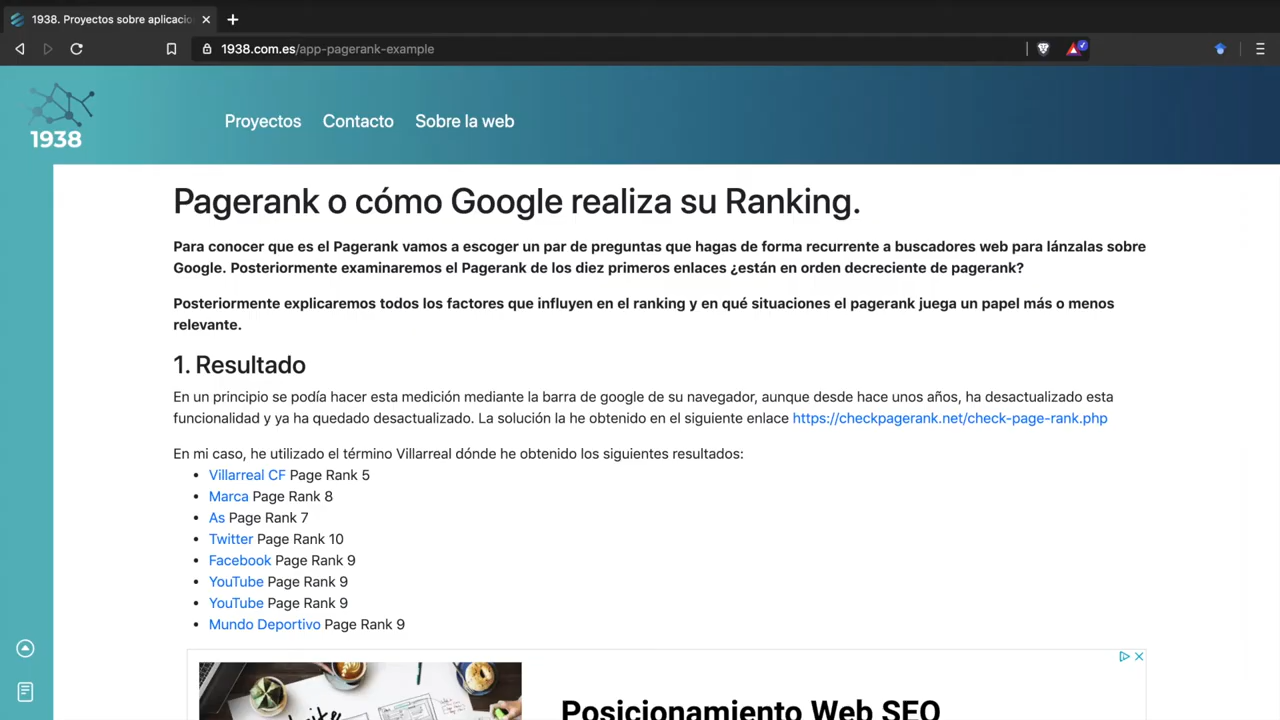 1938. Proyectos sobre aplicacio
1938.com.es/app-pagerank-example
1938
Proyectos Contacto Sobre la web
Pagerank o cómo Google realiza su Ranking.
Para conocer que es el Pagerank vamos a escoger un par de preguntas que hagas de forma recurrente a buscadores web para lánzalas sobre
Google. Posteriormente examinaremos el Pagerank de los diez primeros enlaces ¿están en orden decreciente de pagerank?
Posteriormente explicaremos todos los factores que influyen en el ranking y en qué situaciones el pagerank juega un papel más o menos
relevante.
1. Resultado
En un principio se podía hacer esta medición mediante la barra de google de su navegador, aunque desde hace unos años, ha desactualizado esta
funcionalidad y ya ha quedado desactualizado. La solución la he obtenido en el siguiente enlace https://checkpagerank.net/check-page-rank.php
En mi caso, he utilizado el término Villarreal dónde he obtenido los siguientes resultados:
• Villarreal CF Page Rank 5
• Marca Page Rank 8
• As Page Rank 7
• Twitter Page Rank 10
• Facebook Page Rank 9
• YouTube Page Rank 9
• YouTube Page Rank 9
• Mundo Deportivo Page Rank 9
Posicionamiento Web SEO